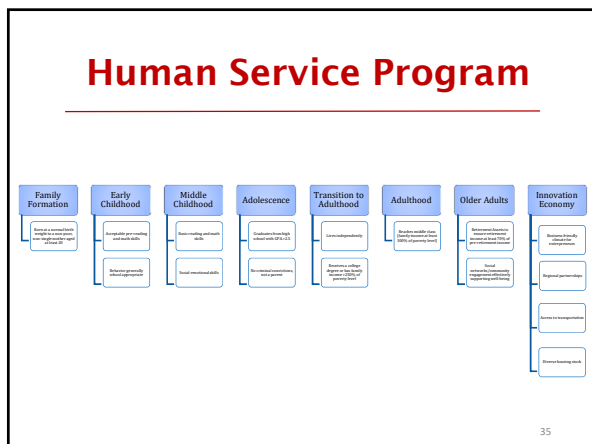 Human Service Program
Family
Formation
Born at a normal birth
weight to a non-poor,
non-single mother aged
at least 20
Early
Childhood
Acceptable pre-reading
and math skills
Behavior generally
school appropriate
Middle
Childhood
Basic reading and math
skills
Social emotional skills
Adolescence
Graduates from high
school with GPA
No criminal convictions,
not a parent
Transition to
Adulthood
Lives independently
Receives a college
degree or has family
income
of
poverty level
Adulthood
Reaches middle class
(family income at least
300% of poverty level)
Older Adults
Retirement Assets to
ensure retirement
income at least 70% of
pre-retirement income
Social
networks/community
engagement effectively
supporting well being
Innovation
Economy
Business friendly
climate for
entrepreneurs
Regional partnerships
Access to transportation
Diverse housing stock
35